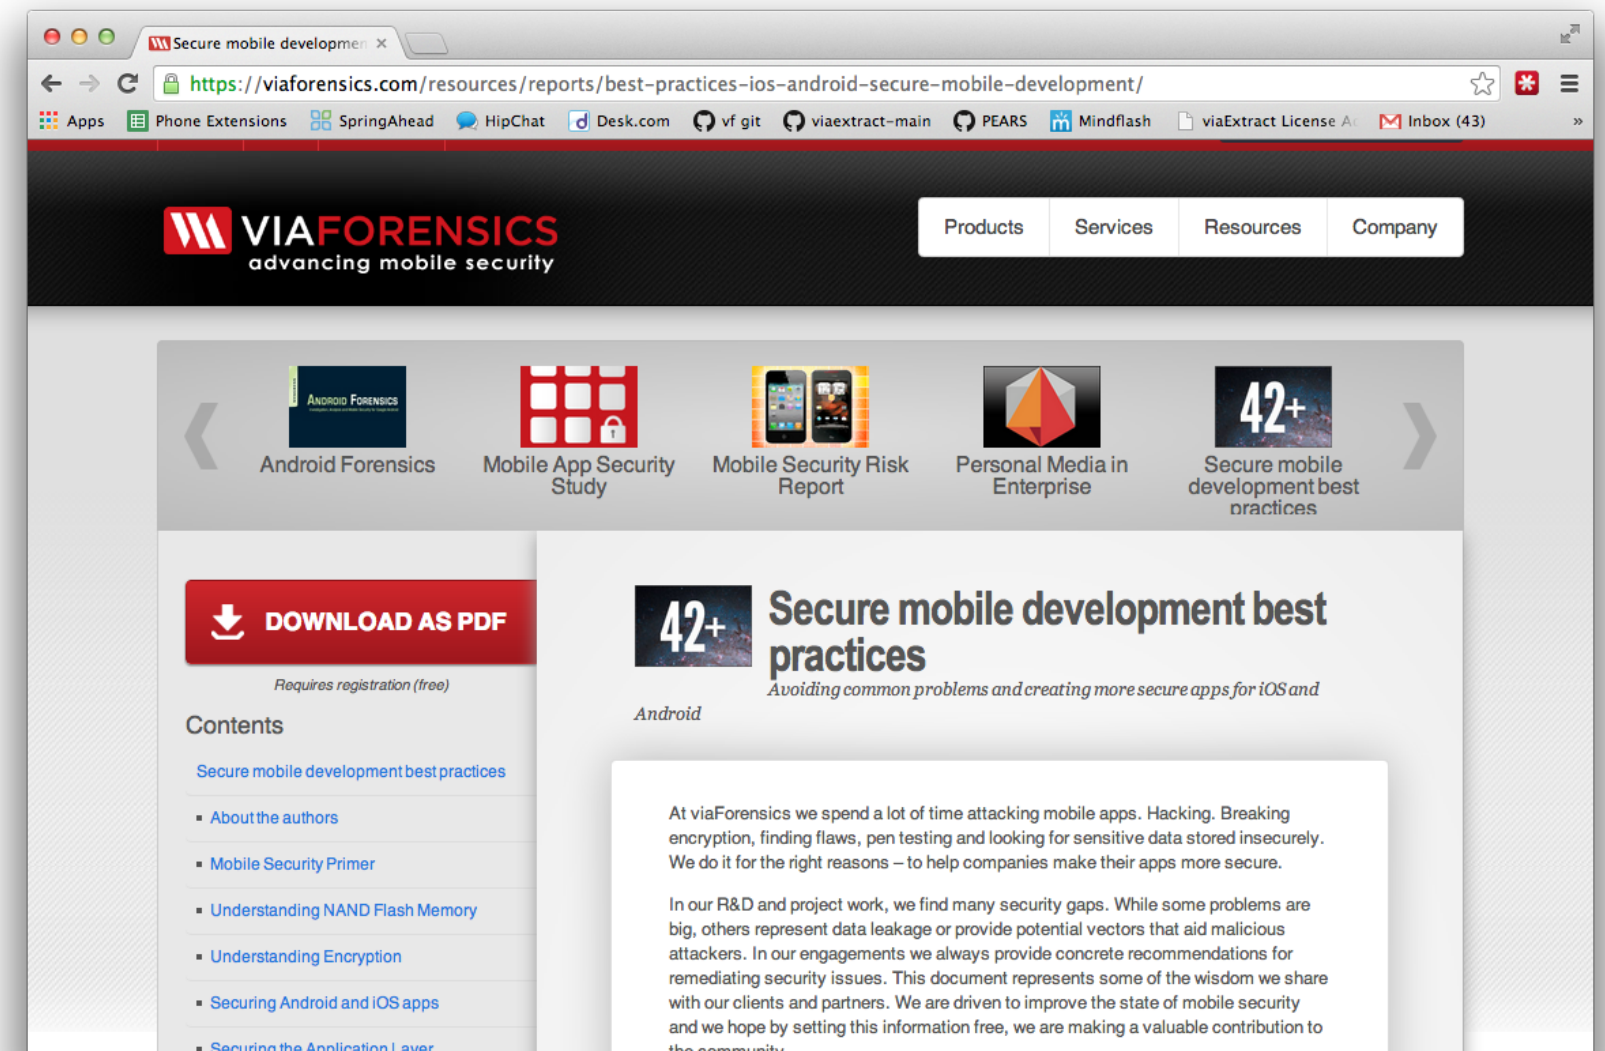 Secure mobile developmen
https://viaforensics.com/resources/reports/best-practices-ios-android-secure-mobile-development/
Apps Phone Extensions SpringAhead HipChat Desk.com vf git viaextract-main PEARS Mindflash viaExtract License Ac Inbox (43) »
VIAFORENSICS
advancing mobile security
Products Services Resources Company
ANDROID FORENSICS
42+
Android Forensics
Mobile App Security
Study
Mobile Security Risk
Report
Personal Media in
Enterprise
Secure mobile
development best
practices
DOWNLOAD AS PDF
Requires registration (free)
Contents
Secure mobile development best practices
▪ About the authors
▪ Mobile Security Primer
▪ Understanding NAND Flash Memory
▪ Understanding Encryption
▪ Securing Android and iOS apps
▪ Securing the Application Layer
42+
Secure mobile development best
practices
Avoiding common problems and creating more secure apps for iOS and
Android
At viaForensics we spend a lot of time attacking mobile apps. Hacking. Breaking
encryption, finding flaws, pen testing and looking for sensitive data stored insecurely.
We do it for the right reasons – to help companies make their apps more secure.
In our R&D and project work, we find many security gaps. While some problems are
big, others represent data leakage or provide potential vectors that aid malicious
attackers. In our engagements we always provide concrete recommendations for
remediating security issues. This document represents some of the wisdom we share
with our clients and partners. We are driven to improve the state of mobile security
and we hope by setting this information free, we are making a valuable contribution to
the community.